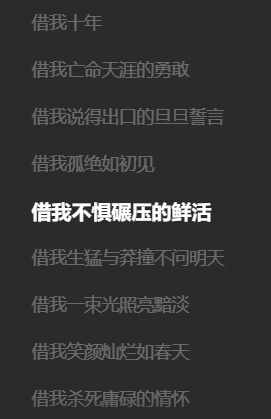 借我十年
借我亡命天涯的勇敢
借我说得出口的旦旦誓言
借我孤绝如初见
借我不惧碾压的鲜活
借我生猛与莽撞不问明天
借我一束光照亮黯淡
借我笑颜灿烂如春天
借我杀死庸碌的情怀